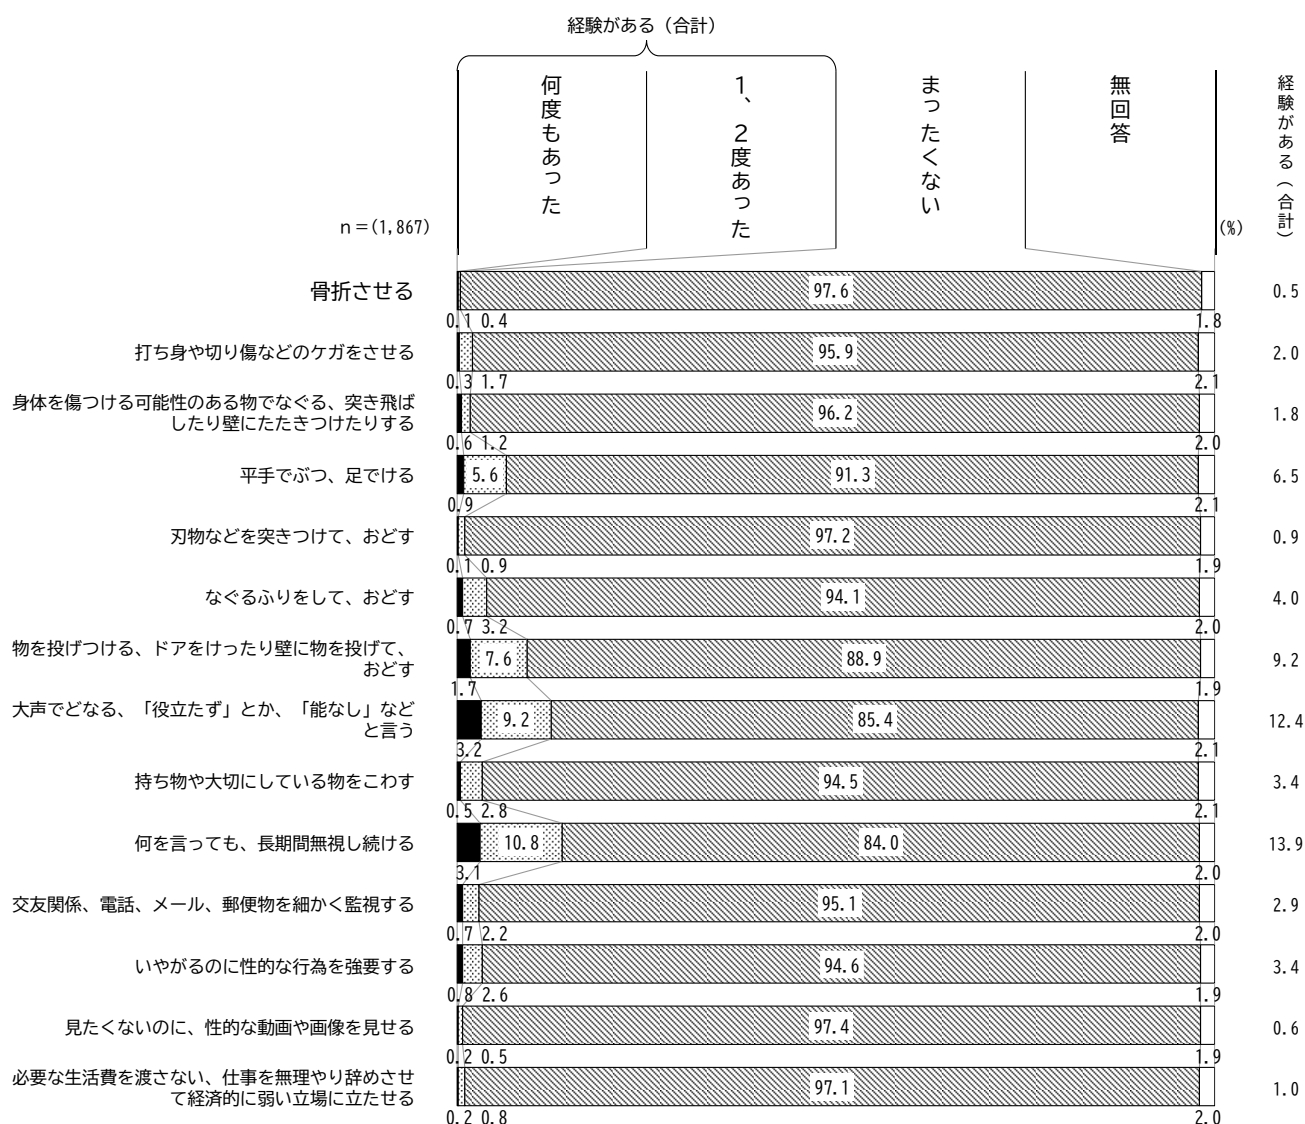 経験がある（合計）
何度もあった
1、2度あった
まったくない
無回答
経験がある（合計）
n＝(1,867)
(%)
骨折させる
97.6
0.5
0.1 0.4 1.8
打ち身や切り傷などのケガをさせる
95.9
2.0
0.3 1.7 2.1
身体を傷つける可能性のある物でなぐる、突き飛ば
したり壁にたたきつけたりする
96.2
1.8
0.6 1.2 2.0
平手でぶつ、足でける
5.6 91.3
6.5
0.9 2.1
刃物などを突きつけて、おどす
97.2
0.9
0.1 0.9 1.9
なぐるふりをして、おどす
94.1
4.0
0.7 3.2 2.0
物を投げつける、ドアをけったり壁に物を投げて、
おどす
7.6 88.9
9.2
1.7 1.9
大声でどなる、「役立たず」とか、「能なし」など
と言う
9.2 85.4
12.4
3.2 2.1
持ち物や大切にしている物をこわす
94.5
3.4
0.5 2.8 2.1
何を言っても、長期間無視し続ける
10.8 84.0
13.9
3.1 2.0
交友関係、電話、メール、郵便物を細かく監視する
95.1
2.9
0.7 2.2 2.0
いやがるのに性的な行為を強要する
94.6
3.4
0.8 2.6 1.9
見たくないのに、性的な動画や画像を見せる
97.4
0.6
0.2 0.5 1.9
必要な生活費を渡さない、仕事を無理やり辞めさせ
て経済的に弱い立場に立たせる
97.1
1.0
0.2 0.8 2.0